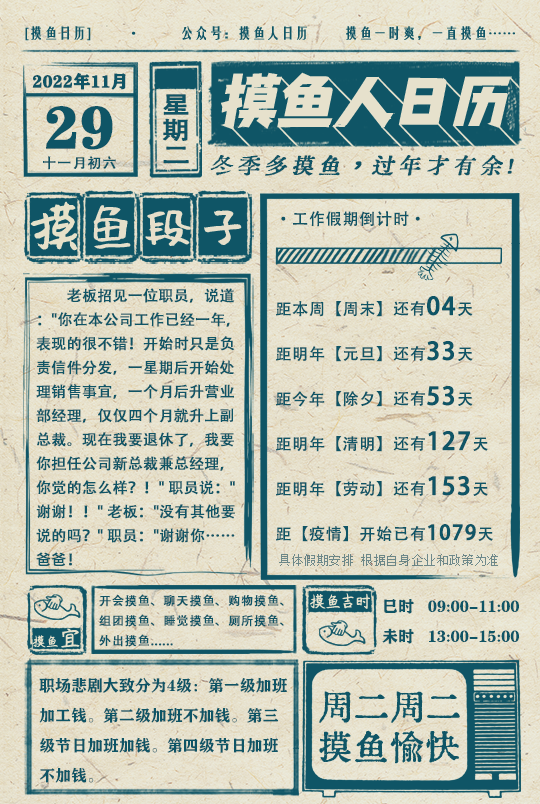 [摸鱼日历] · 公众号：摸鱼人日历 摸鱼一时爽，一直摸鱼……
2022年11月
29
十一月初六
星期二
摸鱼人日历
冬季多摸鱼，过年才有余！
摸鱼段子
老板招见一位职员，说道
："你在本公司工作已经一年，
表现的很不错！开始时只是负
责信件分发，一星期后开始处
理销售事宜，一个月后升营业
部经理，仅仅四个月就升上副
总裁。现在我要退休了，我要
你担任公司新总裁兼总经理，
你觉的怎么样？！"职员说："
谢谢！！"老板："没有其他要
说的吗？"职员："谢谢你……
爸爸！
·工作假期倒计时·
距本周【周末】还有04天
距明年【元旦】还有33天
距今年【除夕】还有53天
距明年【清明】还有127天
距明年【劳动】还有153天
距【疫情】开始已有1079天
具体假期安排 根据自身企业和政策为准
摸鱼宜
开会摸鱼、聊天摸鱼、购物摸鱼、
组团摸鱼、睡觉摸鱼、厕所摸鱼、
外出摸鱼……
摸鱼吉时
巳时 09:00-11:00
未时 13:00-15:00
职场悲剧大致分为4级：第一级加班
加工钱。第二级加班不加钱。第三
级节日加班加钱。第四级节日加班
不加钱。
周二周二
摸鱼愉快